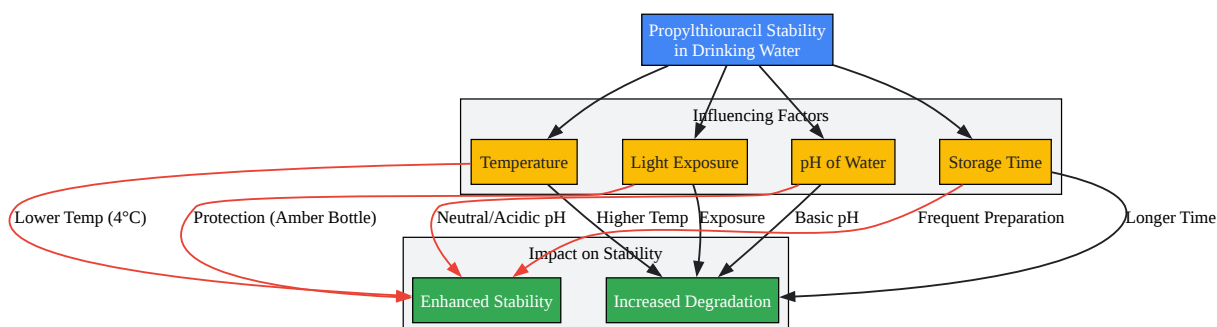 Propylthiouracil Stability
in Drinking Water
Influencing Factors
Temperature
Light Exposure
pH of Water
Storage Time
Lower Temp (4°C)
Protection (Amber Bottle)
Neutral/Acidic pH
Higher Temp
Exposure
Basic pH
Frequent Preparation
Longer Time
Impact on Stability
Enhanced Stability
Increased Degradation